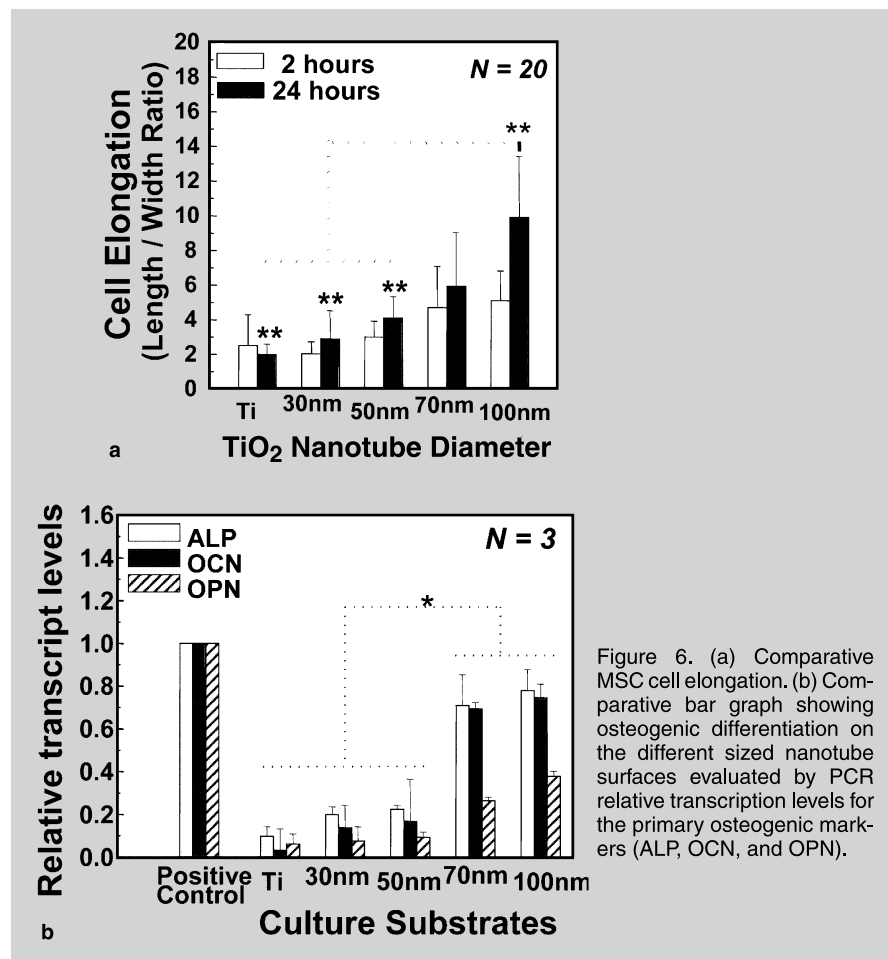 20
18
16
14
12
10
8
6
4
2
0
Cell Elongation
(Length / Width Ratio)
2 hours
24 hours
N = 20
**
**
**
**
Ti 30nm 50nm 70nm 100nm
a
TiO2 Nanotube Diameter
1.6
1.4
1.2
1.0
0.8
0.6
0.4
0.2
0.0
Relative transcript levels
ALP
OCN
OPN
N = 3
*
Positive Control Ti 30nm 50nm 70nm 100nm
b
Culture Substrates
Figure 6. (a) Comparative
MSC cell elongation. (b) Com-
parative bar graph showing
osteogenic differentiation on
the different sized nanotube
surfaces evaluated by PCR
relative transcription levels for
the primary osteogenic mark-
ers (ALP, OCN, and OPN).